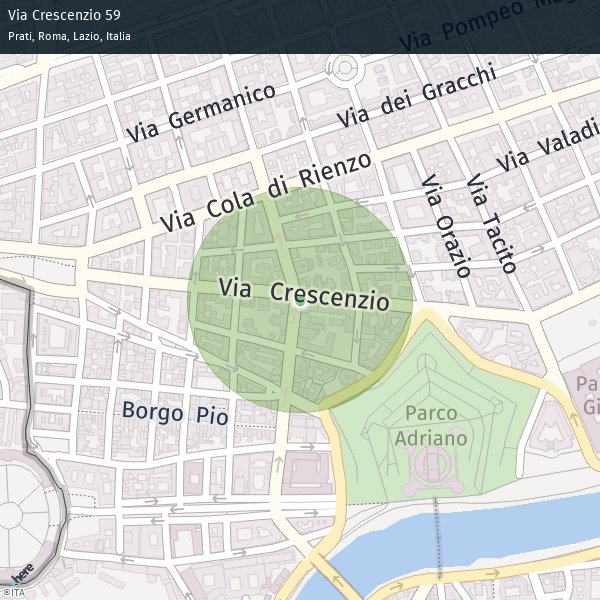 Via Crescenzio 59
Prati, Roma, Lazio, Italia
Via Pompeo Mag
Via Germanico
Via dei Gracchi
Via Valadi
Via Cola di Rienzo
Via Orazio
Via Tacito
Via Crescenzio
Borgo Pio
Parco
Adriano
Pa
Gi
here
©ITA